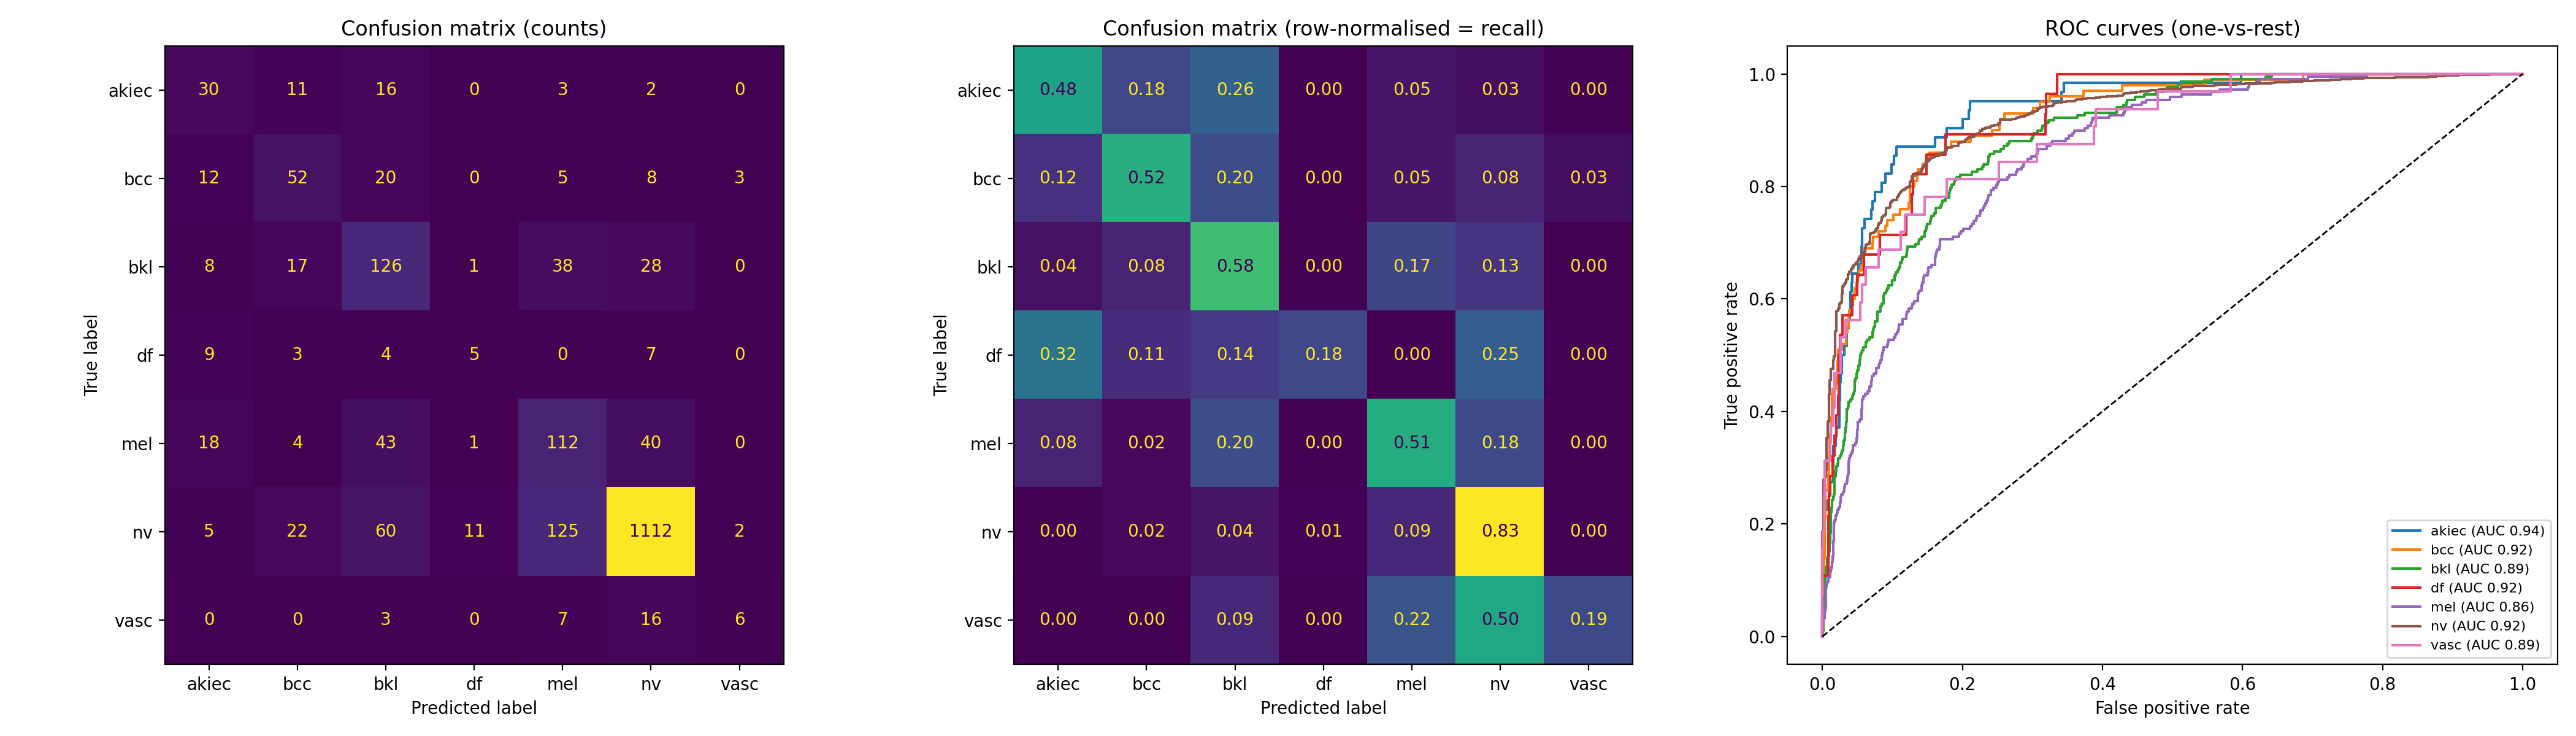 Confusion matrix (counts)
True label
akiec 30 11 16 0 3 2 0
bcc 12 52 20 0 5 8 3
bkl 8 17 126 1 38 28 0
df 9 3 4 5 0 7 0
mel 18 4 43 1 112 40 0
nv 5 22 60 11 125 1112 2
vasc 0 0 3 0 7 16 6
akiec bcc bkl df mel nv vasc
Predicted label
Confusion matrix (row-normalised = recall)
True label
akiec 0.48 0.18 0.26 0.00 0.05 0.03 0.00
bcc 0.12 0.52 0.20 0.00 0.05 0.08 0.03
bkl 0.04 0.08 0.58 0.00 0.17 0.13 0.00
df 0.32 0.11 0.14 0.18 0.00 0.25 0.00
mel 0.08 0.02 0.20 0.00 0.51 0.18 0.00
nv 0.00 0.02 0.04 0.01 0.09 0.83 0.00
vasc 0.00 0.00 0.09 0.00 0.22 0.50 0.19
akiec bcc bkl df mel nv vasc
Predicted label
ROC curves (one-vs-rest)
True positive rate
1.0
0.8
0.6
0.4
0.2
0.0
akiec (AUC 0.94)
bcc (AUC 0.92)
bkl (AUC 0.89)
df (AUC 0.92)
mel (AUC 0.86)
nv (AUC 0.92)
vasc (AUC 0.89)
0.0 0.2 0.4 0.6 0.8 1.0
False positive rate